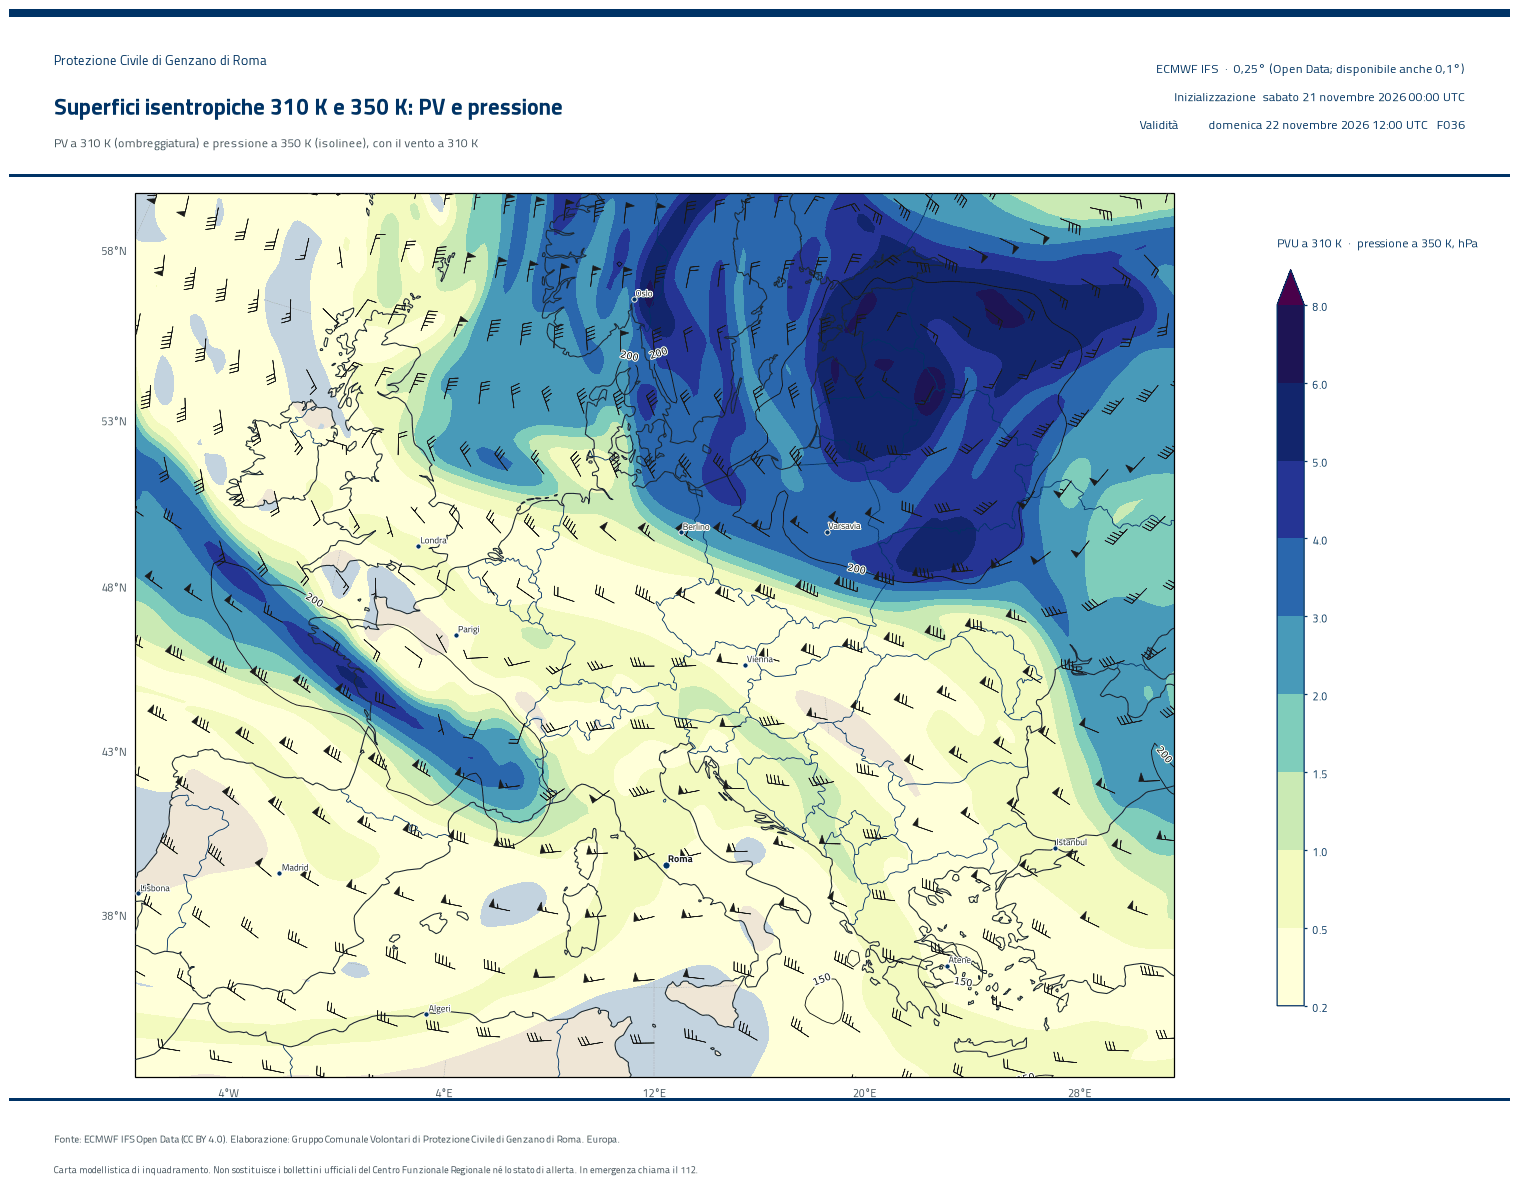 Protezione Civile di Genzano di Roma
Superfici isentropiche 310 K e 350 K: PV e pressione
PV a 310 K (ombreggiatura) e pressione a 350 K (isolinee), con il vento a 310 K
ECMWF IFS · 0,25° (Open Data; disponibile anche 0,1°)
Inizializzazione sabato 21 novembre 2026 00:00 UTC
Validità domenica 22 novembre 2026 12:00 UTC F036
PVU a 310 K · pressione a 350 K, hPa
8.0
6.0
5.0
4.0
3.0
2.0
1.5
1.0
0.5
0.2
58°N
53°N
48°N
43°N
38°N
4°W
4°E
12°E
20°E
28°E
Oslo
200
200
Berlino
Varsavia
Londra
200
200
Parigi
Vienna
200
Istanbul
Roma
Madrid
Lisbona
Atene
150
150
Algeri
Fonte: ECMWF IFS Open Data (CC BY 4.0). Elaborazione: Gruppo Comunale Volontari di Protezione Civile di Genzano di Roma. Europa.
Carta modellistica di inquadramento. Non sostituisce i bollettini ufficiali del Centro Funzionale Regionale né lo stato di allerta. In emergenza chiama il 112.